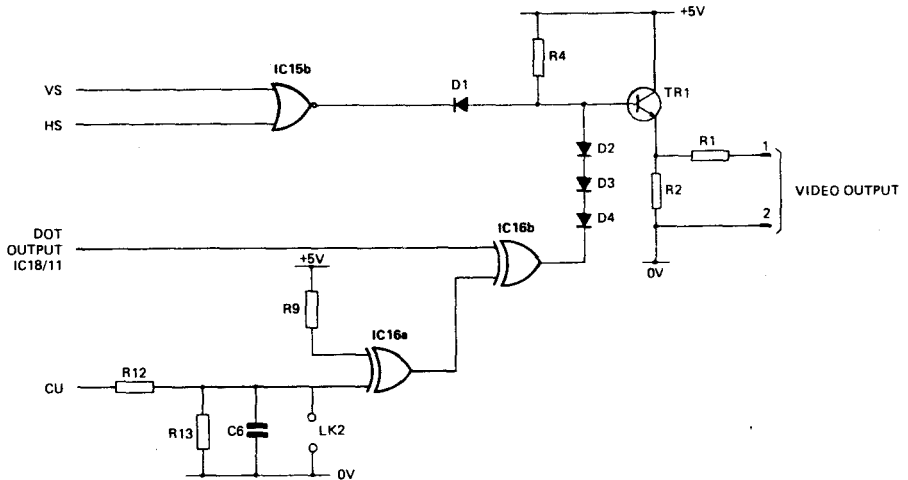 +5V
R4
IC15b
D1
TR1
VS
HS
R1
1
D2
D3
R2
VIDEO OUTPUT
D4
2
IC16b
DOT
OUTPUT
IC18/11
+5V
0V
R9
IC16a
CU
R12
R13
C6
LK2
0V